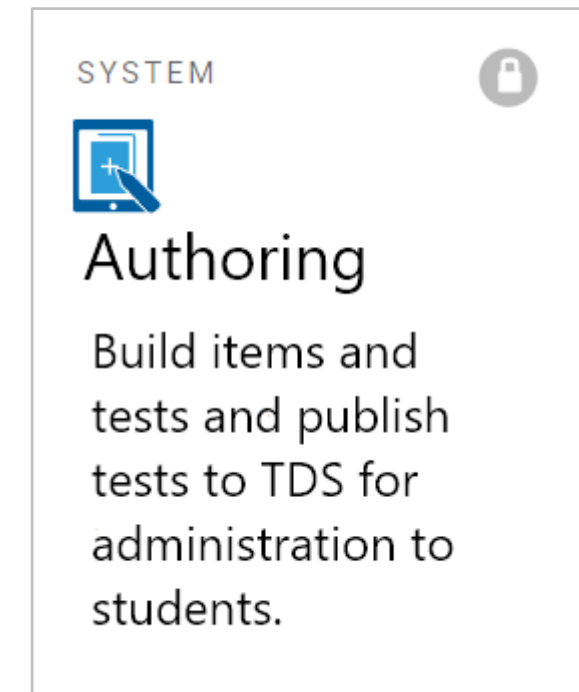 SYSTEM
Authoring
Build items and
tests and publish
tests to TDS for
administration to
students.